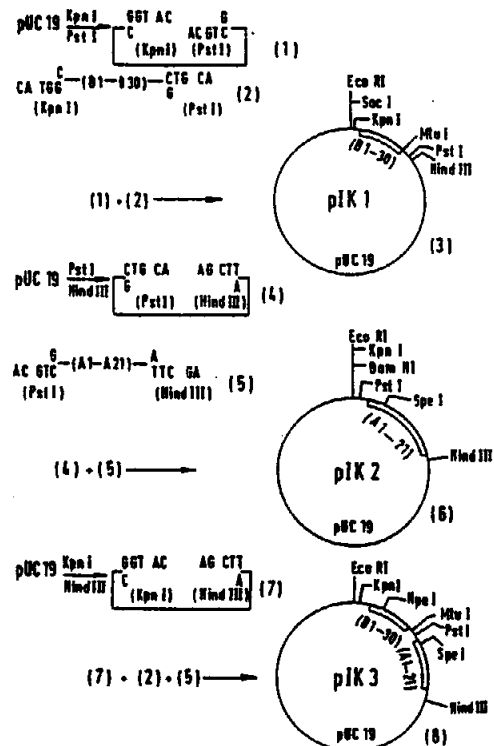 pUC 19 Kpn I
Pst I
GGT AC G
C AC GTC
(Kpn I) (Pst I)
(1)
CA TGG C —(B1—B30)— CTG CA
G
(Kpn I) (Pst I)
(2)
(1) + (2)
Eco RI
Sac I
Kpn I
(B1-30)
Mlu I
Pst I
Hind III
pIK 1
pUC 19
(3)
pUC 19 Pst I
Hind III
CTG CA AG CTT
G A
(Pst I) (Hind III)
(4)
AC GTC G —(A1—A21)— A
TTC GA
(Pst I) (Hind III)
(5)
(4) + (5)
Eco RI
Kpn I
Bam HI
Pst I
Spe I
(A1—21)
Hind III
pIK 2
pUC 19
(6)
pUC 19 Kpn I
Hind III
GGT AC AG CTT
C A
(Kpn I) (Hind III)
(7)
(7) + (2) + (5)
Eco RI
Kpn I
Hpa I
Mlu I
Pst I
Spe I
(B1-30)
(A1-21)
Hind III
pIK 3
pUC 19
(8)